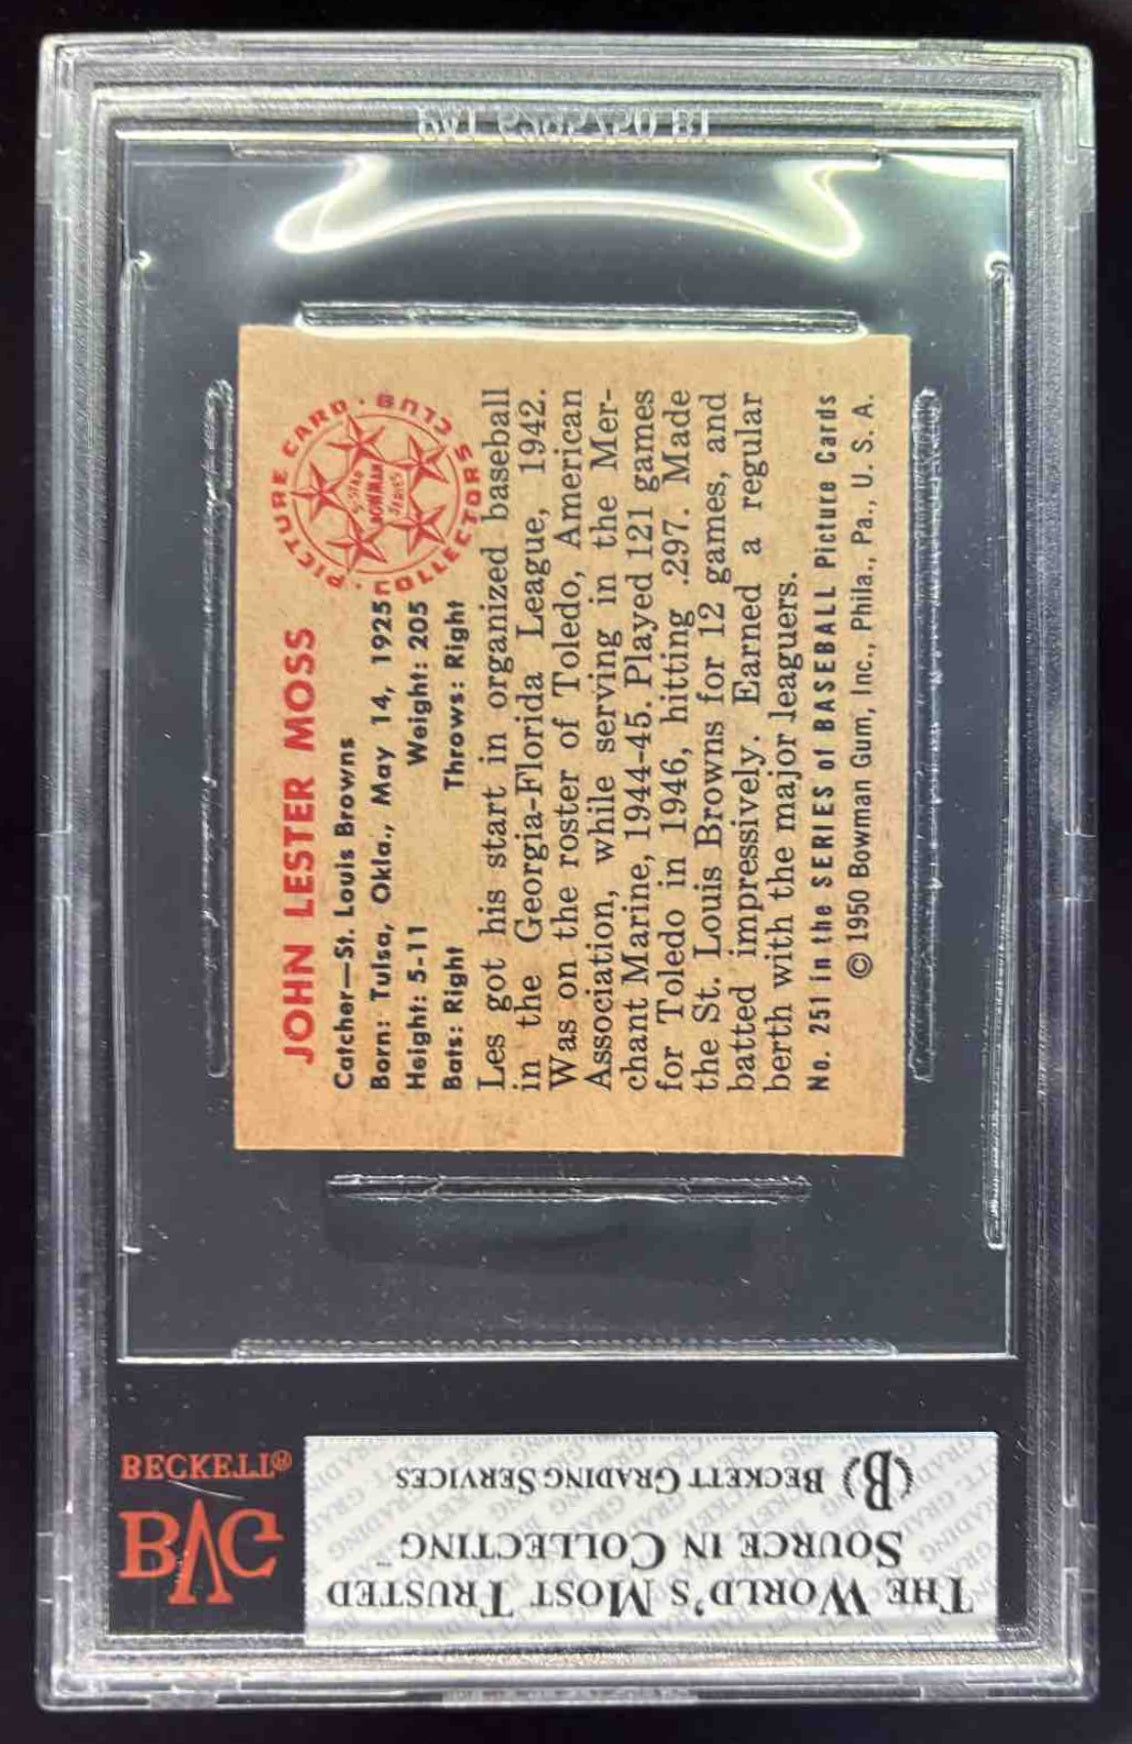 JOHN LESTER MOSS
Catcher—St. Louis Browns
Born: Tulsa, Okla., May 14, 1925
Height: 5-11 Weight: 205
Bats: Right Throws: Right
PICTURE CARD · COLLECTORS CLUB ·
5-STAR
BOWMAN
SERIES
Les got his start in organized baseball
in the Georgia-Florida League, 1942.
Was on the roster of Toledo, American
Association, while serving in the Mer-
chant Marine, 1944-45. Played 121 games
for Toledo in 1946, hitting .297. Made
the St. Louis Browns for 12 games, and
batted impressively. Earned a regular
berth with the major leaguers.
No. 251 in the SERIES of BASEBALL Picture Cards
© 1950 Bowman Gum, Inc., Phila., Pa., U. S. A.
THE WORLD'S MOST TRUSTED
SOURCE IN COLLECTING™
B BECKETT GRADING SERVICES
BECKETT®